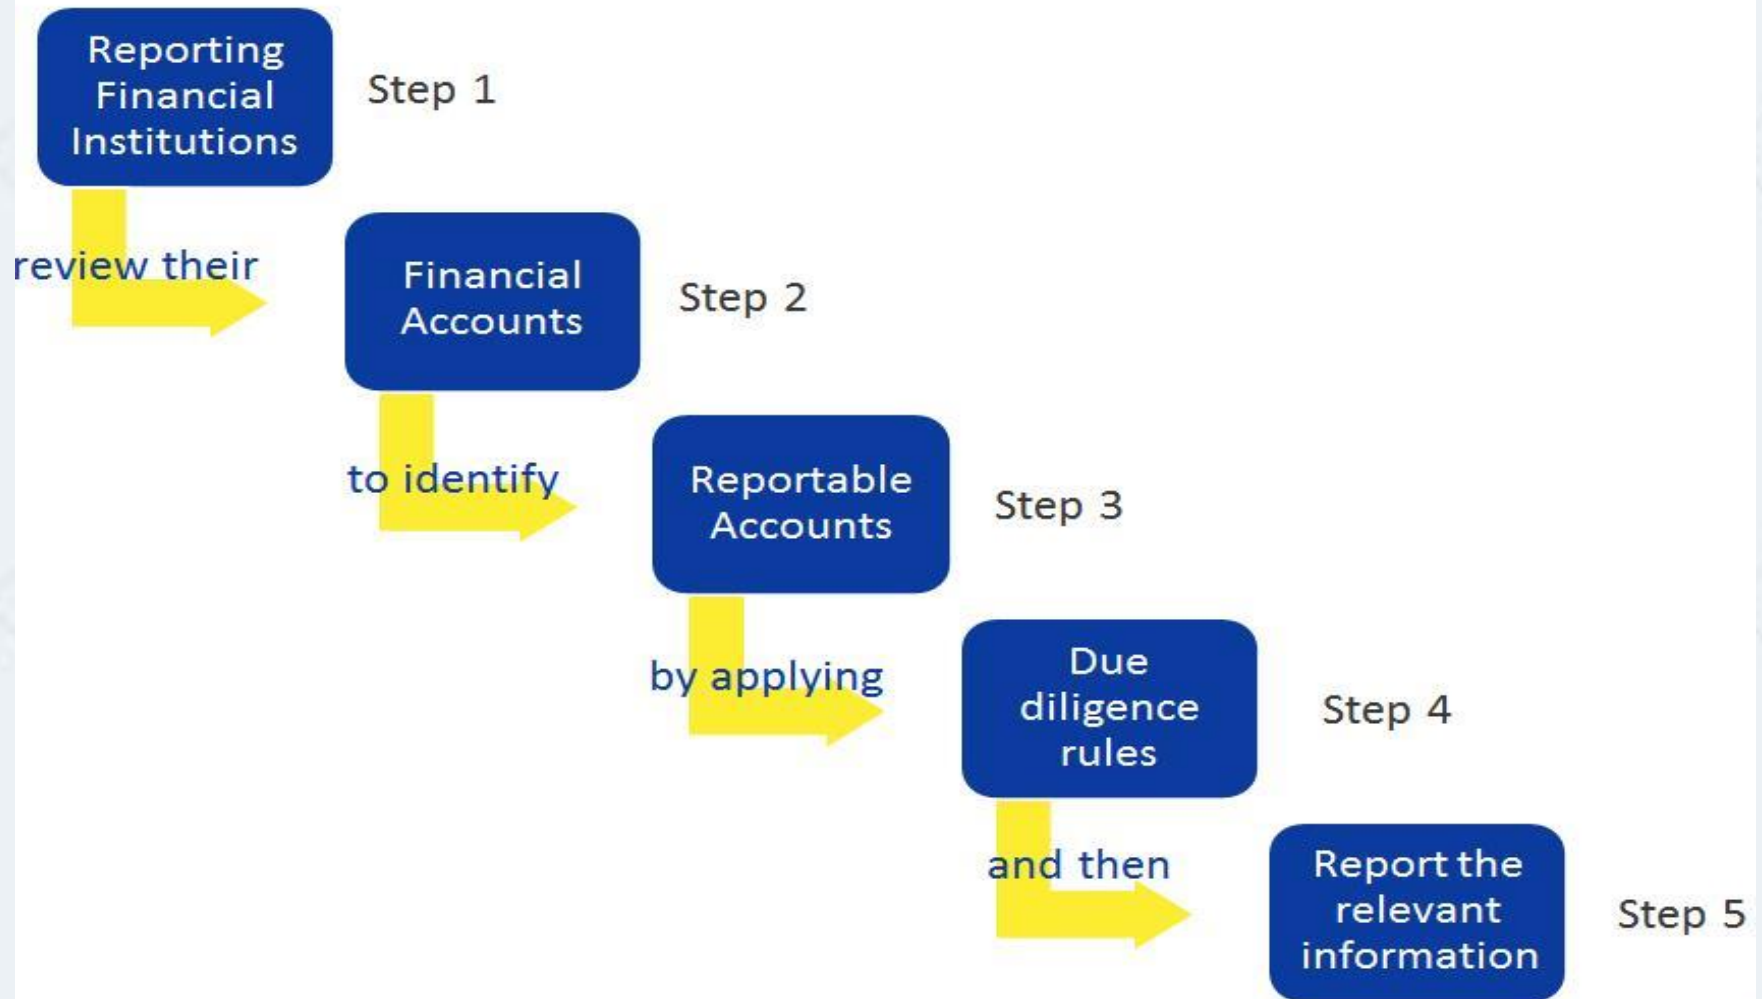 Reporting
Financial
Institutions
Step 1
review their
Financial
Accounts
Step 2
to identify
Reportable
Accounts
Step 3
by applying
Due
diligence
rules
Step 4
and then
Report the
relevant
information
Step 5